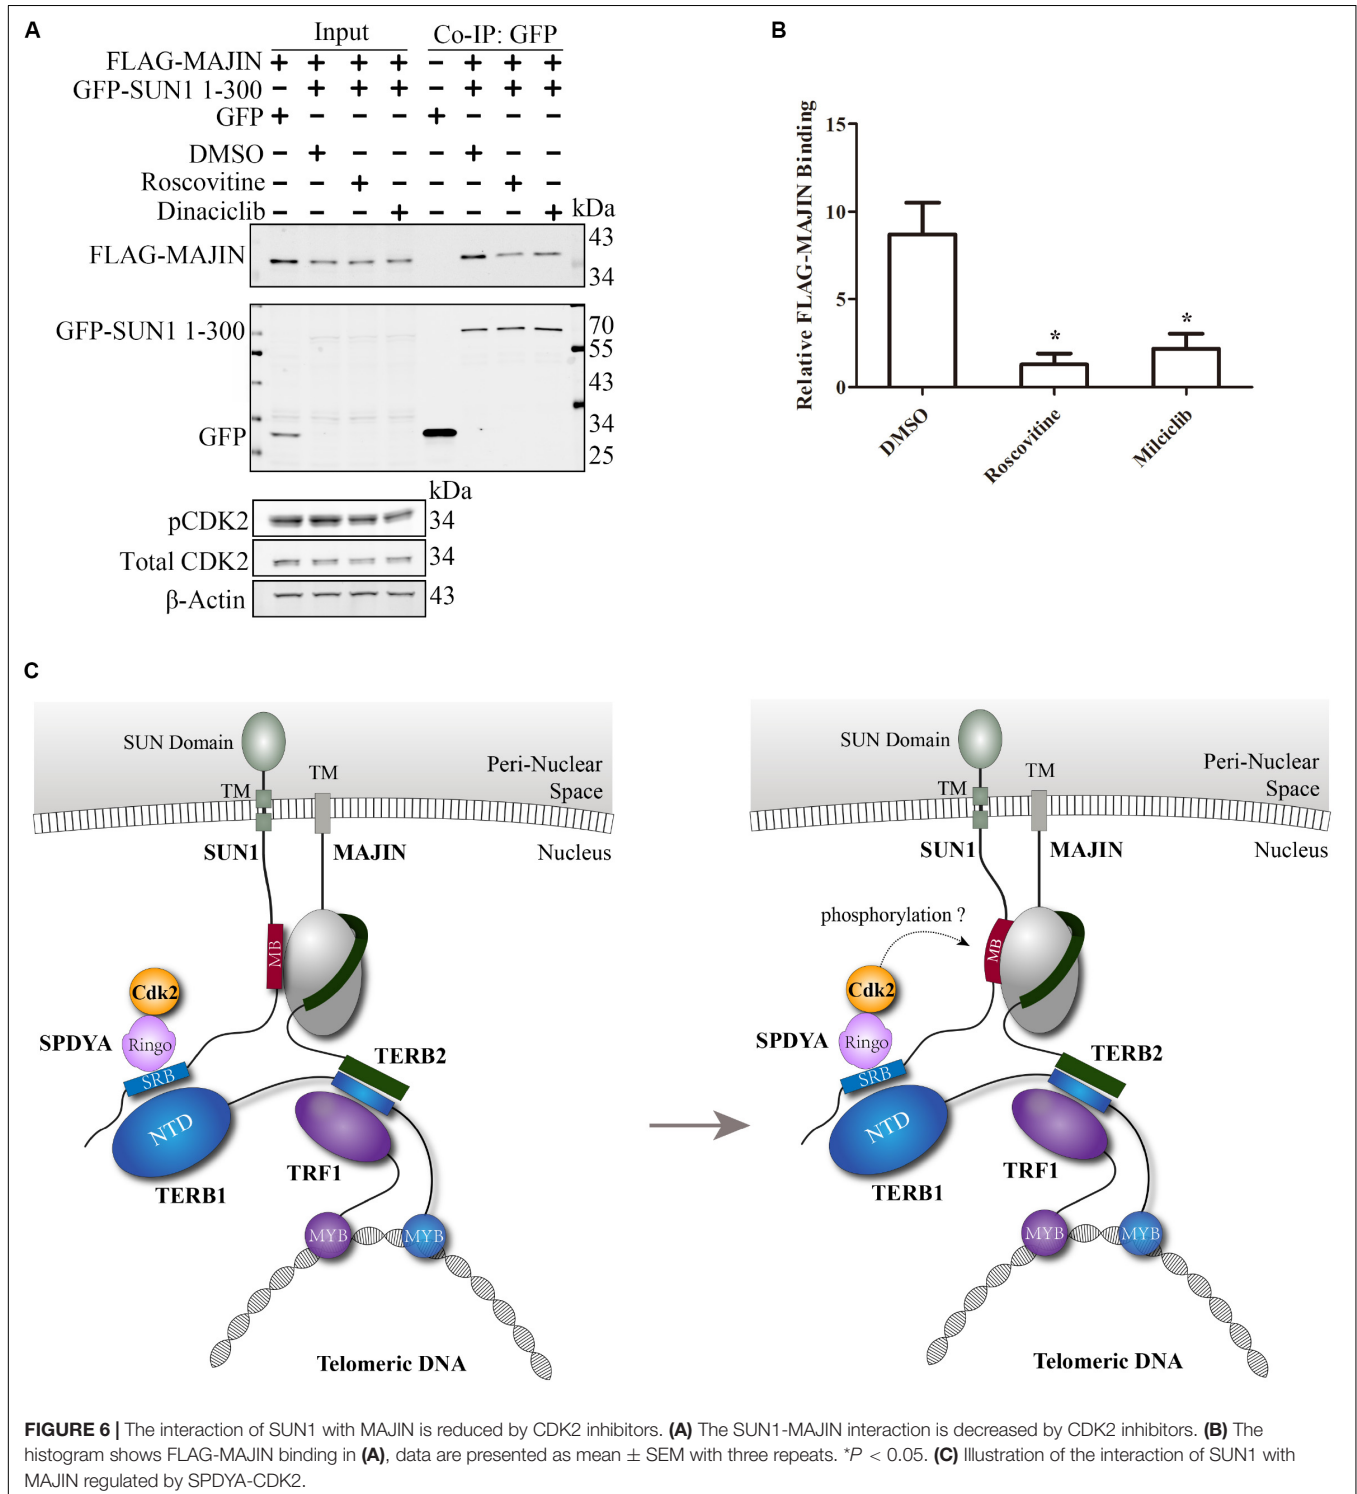 A
Input Co-IP: GFP
FLAG-MAJIN + + + + − + + +
GFP-SUN1 1-300 − + + + − + + +
GFP + − − − + − − −
DMSO − + − − − + − −
Roscovitine − − + − − − + −
Dinaciclib − − − + − − − + kDa
FLAG-MAJIN
43
34
GFP-SUN1 1-300
GFP
70
55
43
34
25
kDa
pCDK2 34
Total CDK2 34
β-Actin 43
B
Relative FLAG-MAJIN Binding
15
10
5
0
* *
DMSO
Roscovitine
Milciclib
C
SUN Domain
TM
TM
Peri-Nuclear
Space
SUN1
MAJIN
Nucleus
MB
Cdk2
SPDYA
Ringo
SRB
NTD
TERB1
TERB2
TRF1
MYB
MYB
Telomeric DNA
SUN Domain
TM
TM
Peri-Nuclear
Space
SUN1
MAJIN
Nucleus
phosphorylation ?
MB
Cdk2
SPDYA
Ringo
SRB
NTD
TERB1
TERB2
TRF1
MYB
MYB
Telomeric DNA
FIGURE 6 | The interaction of SUN1 with MAJIN is reduced by CDK2 inhibitors. (A) The SUN1-MAJIN interaction is decreased by CDK2 inhibitors. (B) The
histogram shows FLAG-MAJIN binding in (A), data are presented as mean ± SEM with three repeats. *P < 0.05. (C) Illustration of the interaction of SUN1 with
MAJIN regulated by SPDYA-CDK2.